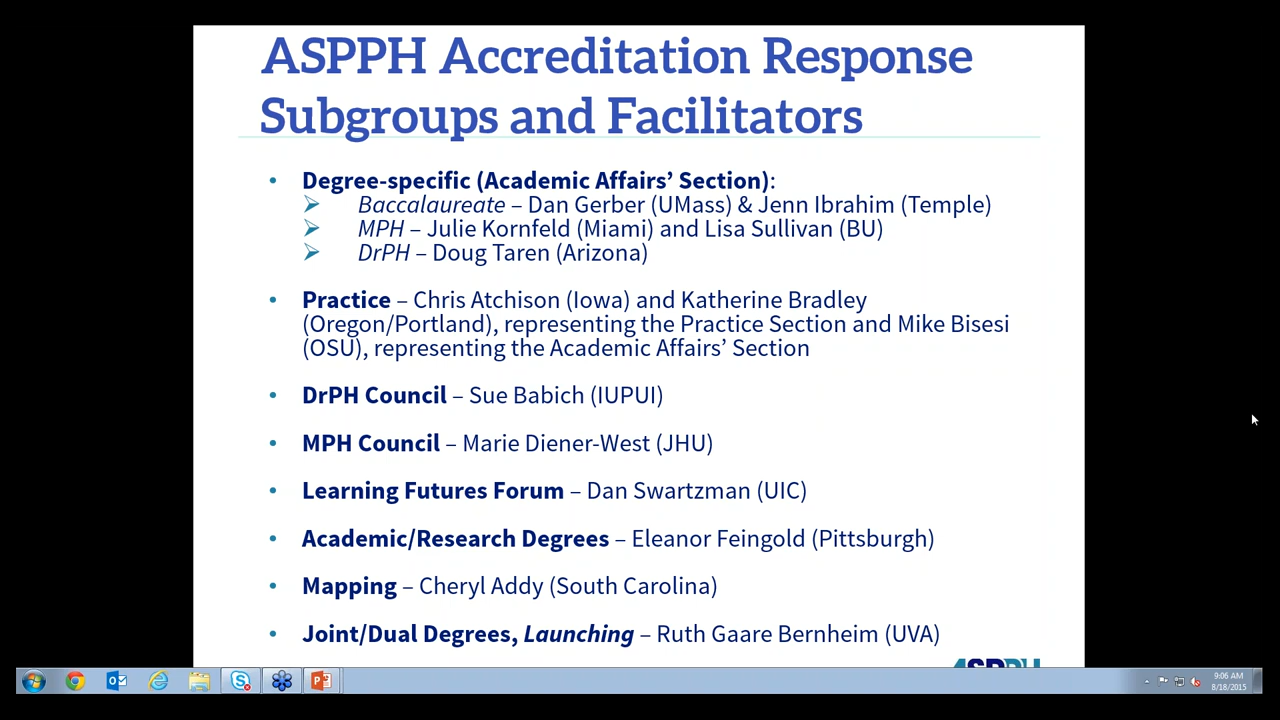 ASPPH Accreditation Response
Subgroups and Facilitators
• Degree-specific (Academic Affairs’ Section):
➢ Baccalaureate – Dan Gerber (UMass) & Jenn Ibrahim (Temple)
➢ MPH – Julie Kornfeld (Miami) and Lisa Sullivan (BU)
➢ DrPH – Doug Taren (Arizona)
• Practice – Chris Atchison (Iowa) and Katherine Bradley
(Oregon/Portland), representing the Practice Section and Mike Bisesi
(OSU), representing the Academic Affairs’ Section
• DrPH Council – Sue Babich (IUPUI)
• MPH Council – Marie Diener-West (JHU)
• Learning Futures Forum – Dan Swartzman (UIC)
• Academic/Research Degrees – Eleanor Feingold (Pittsburgh)
• Mapping – Cheryl Addy (South Carolina)
• Joint/Dual Degrees, Launching – Ruth Gaare Bernheim (UVA)
ASPPH
9:06 AM
8/18/2015